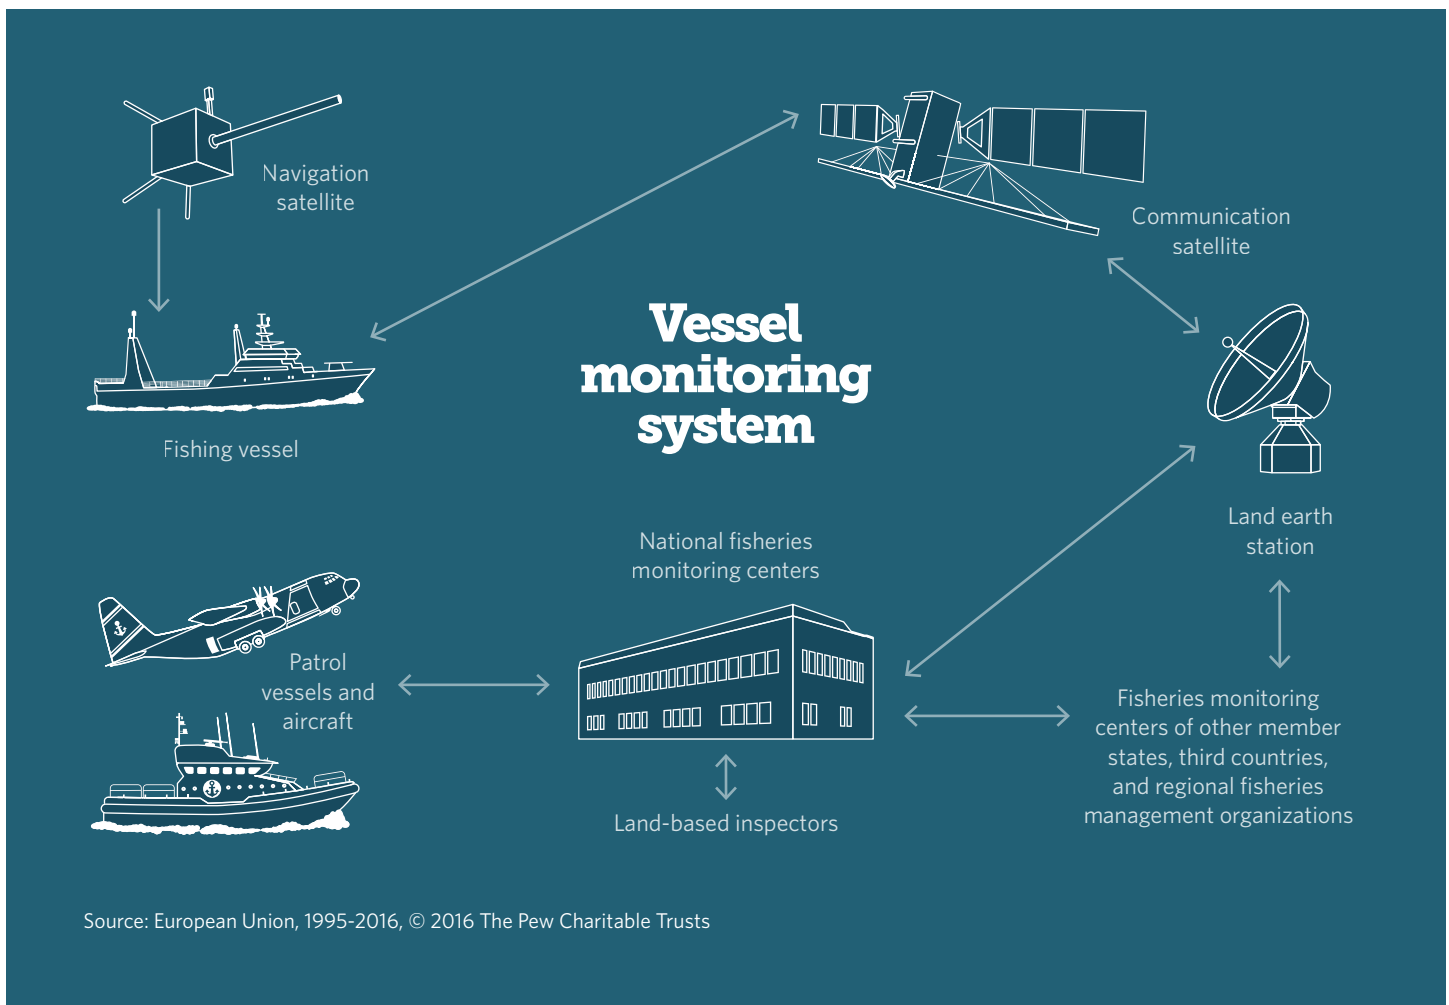 Navigation
satellite
Communication
satellite
Vessel
monitoring
system
Fishing vessel
Land earth
station
National fisheries
monitoring centers
Patrol
vessels and
aircraft
Fisheries monitoring
centers of other member
states, third countries,
and regional fisheries
management organizations
Land-based inspectors
Source: European Union, 1995-2016, © 2016 The Pew Charitable Trusts